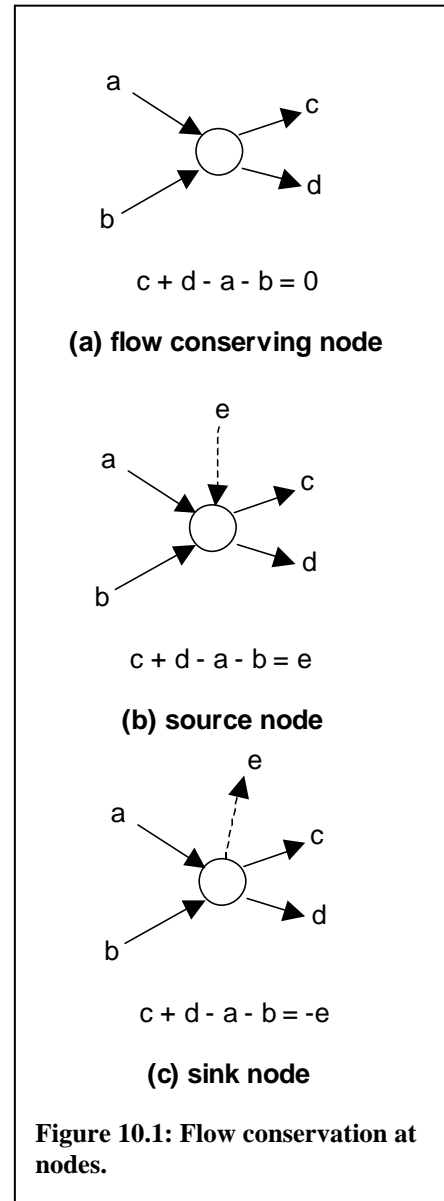 a
c
b
d
c + d - a - b = 0
(a) flow conserving node
e
a
c
b
d
c + d - a - b = e
(b) source node
e
a
c
b
d
c + d - a - b = -e
(c) sink node
Figure 10.1: Flow conservation at
nodes.